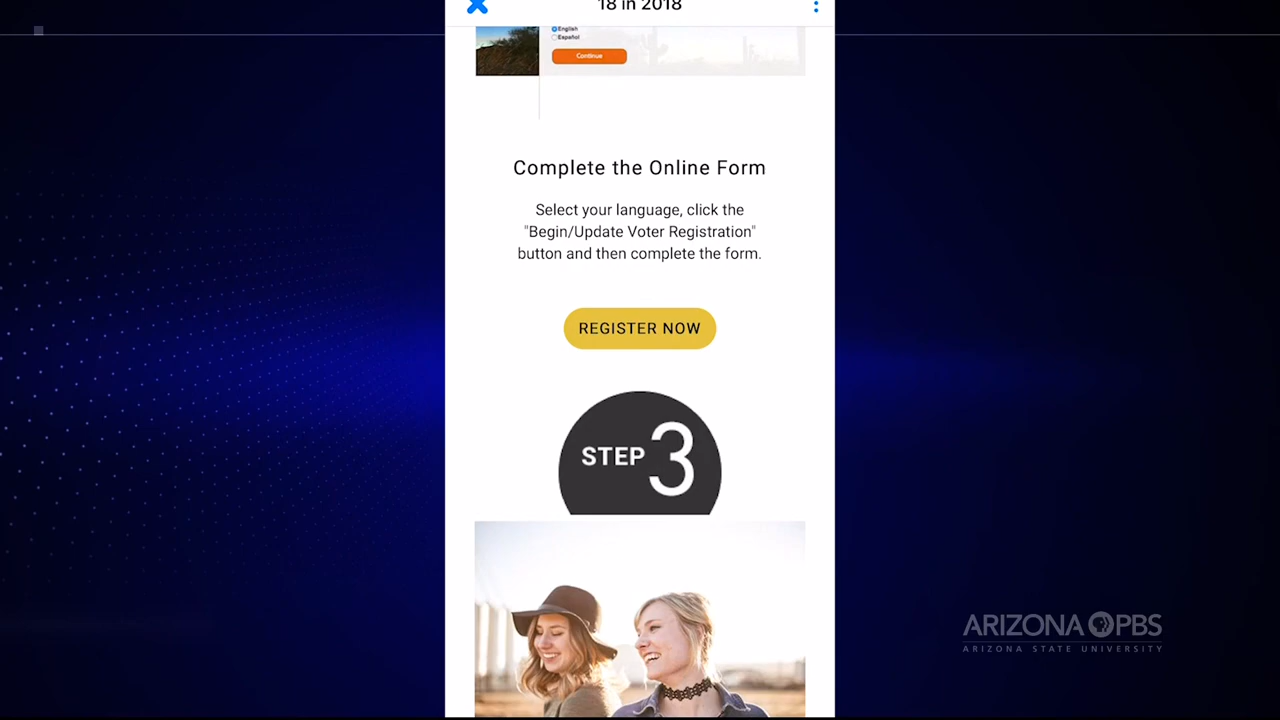 18 in 2018
English
Español
Continue
Complete the Online Form
Select your language, click the
"Begin/Update Voter Registration"
button and then complete the form.
REGISTER NOW
STEP 3
ARIZONA PBS
ARIZONA STATE UNIVERSITY